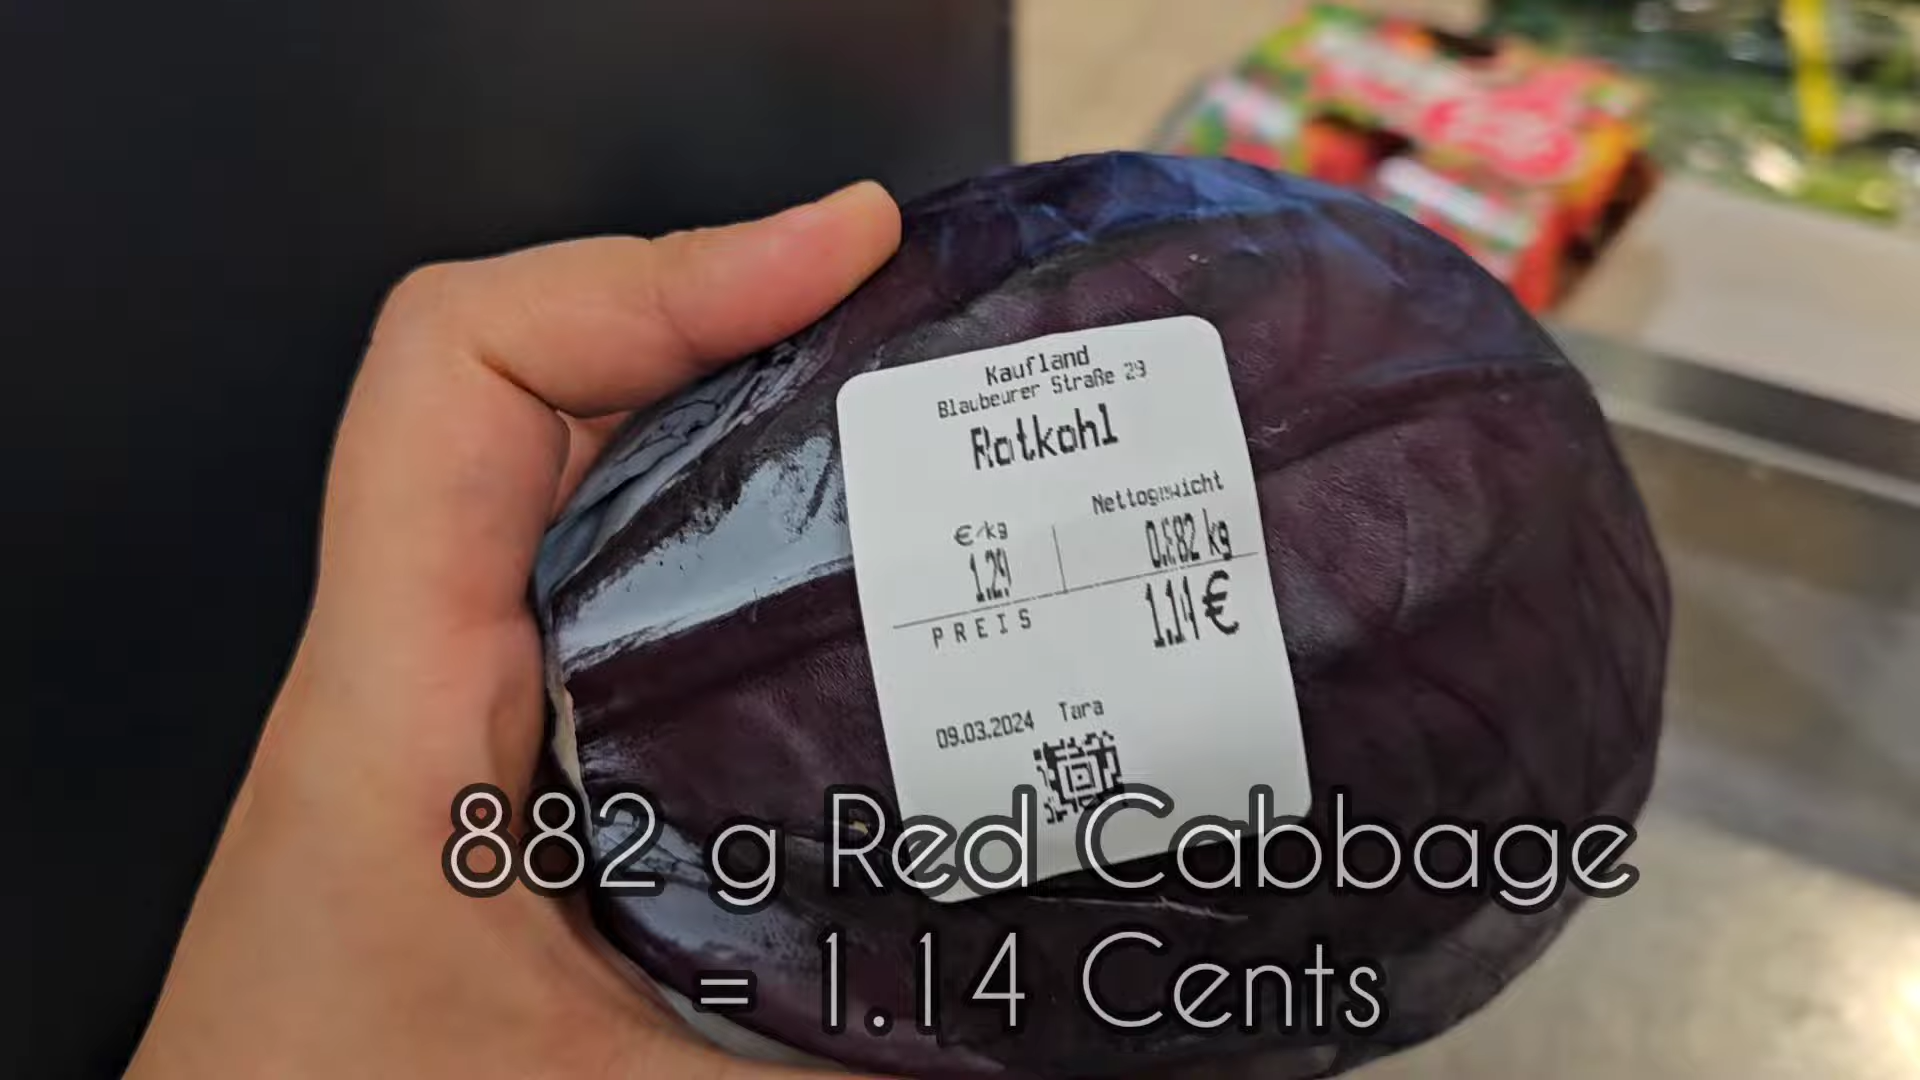 Kaufland
Blaubeurer Straße 29
Rotkohl
Nettogewicht
€/kg
0.882 kg
1.29
1.14 €
PREIS
09.03.2024 Tara
882 g Red Cabbage
= 1.14 Cents